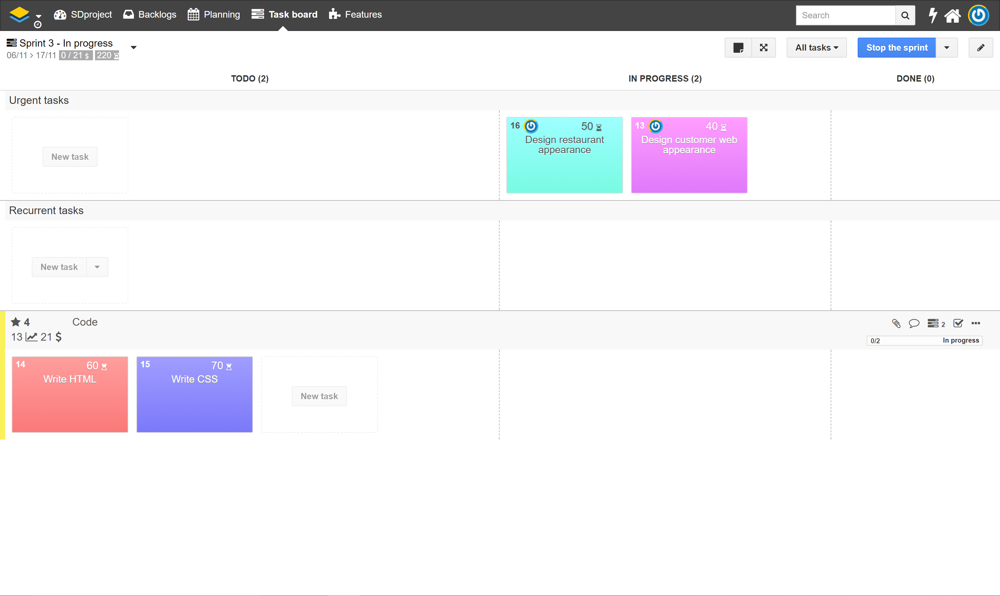 SDproject Backlogs Planning Task board Features Search
Sprint 3 - In progress
06/11 > 17/11 0 / 21 $ 220
All tasks Stop the sprint
TODO (2) IN PROGRESS (2) DONE (0)
Urgent tasks
New task
16 50
Design restaurant
appearance
13 40
Design customer web
appearance
Recurrent tasks
New task
4 Code 2
13 21 $
0/2 In progress
14 60
Write HTML
15 70
Write CSS
New task